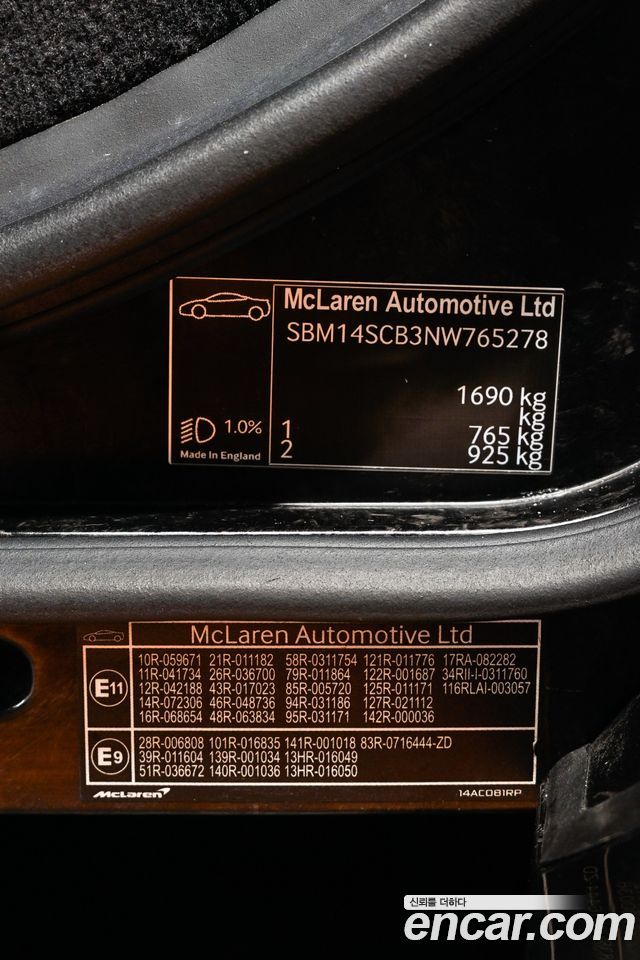 McLaren Automotive Ltd
SBM14SCB3NW765278
1690 kg
kg
1.0% 1 765 kg
2 925 kg
Made In England
McLaren Automotive Ltd
E11
10R-059671 21R-011182 58R-0311754 121R-011776 17RA-082282
11R-041734 26R-036700 79R-011864 122R-001687 34RII-I-0311760
12R-042188 43R-017023 85R-005720 125R-011171 116RLAI-003057
14R-072306 46R-048736 94R-031186 127R-021112
16R-068654 48R-063834 95R-031171 142R-000036
E9
28R-006808 101R-016835 141R-001018 83R-0716444-ZD
39R-011604 139R-001034 13HR-016049
51R-036672 140R-001036 13HR-016050
McLaren 14AC081RP
신뢰를 더하다
encar.com